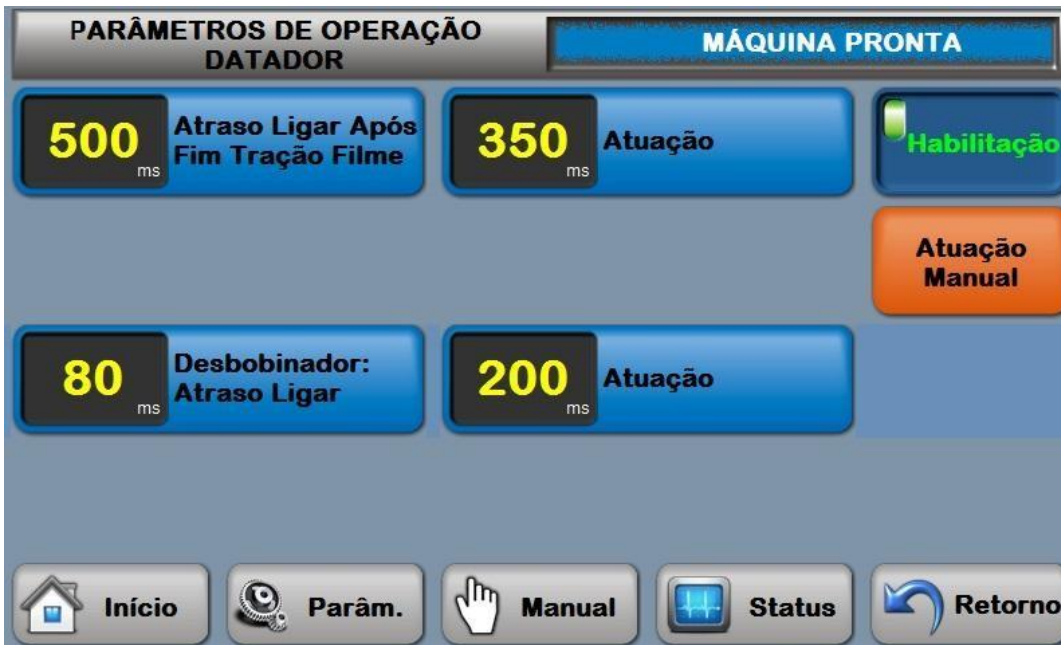 PARÂMETROS DE OPERAÇÃO
DATADOR
MÁQUINA PRONTA
500
ms
Atraso Ligar Após
Fim Tração Filme
350
ms
Atuação
Habilitação
Atuação
Manual
80
ms
Desbobinador:
Atraso Ligar
200
ms
Atuação
Início
Parâm.
Manual
Status
Retorno